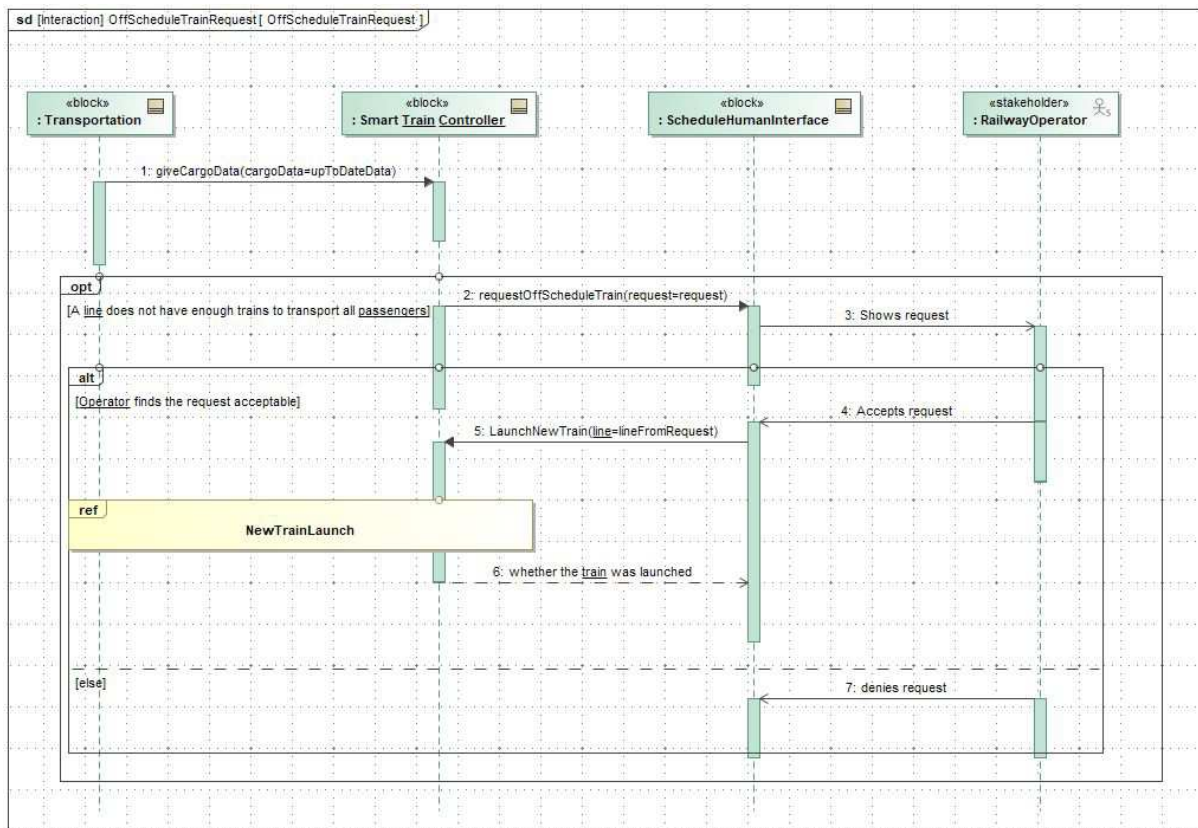 sd [Interaction] OffScheduleTrainRequest [ OffScheduleTrainRequest ]
«block»
: Transportation
«block»
: Smart Train Controller
«block»
: ScheduleHumanInterface
«stakeholder»
: RailwayOperator
S
1: giveCargoData(cargoData=upToDateData)
opt
[A line does not have enough trains to transport all passengers]
2: requestOffScheduleTrain(request=request)
3: Shows request
alt
[Operator finds the request acceptable]
4: Accepts request
5: LaunchNewTrain(line=lineFromRequest)
ref
NewTrainLaunch
6: whether the train was launched
[else]
7: denies request